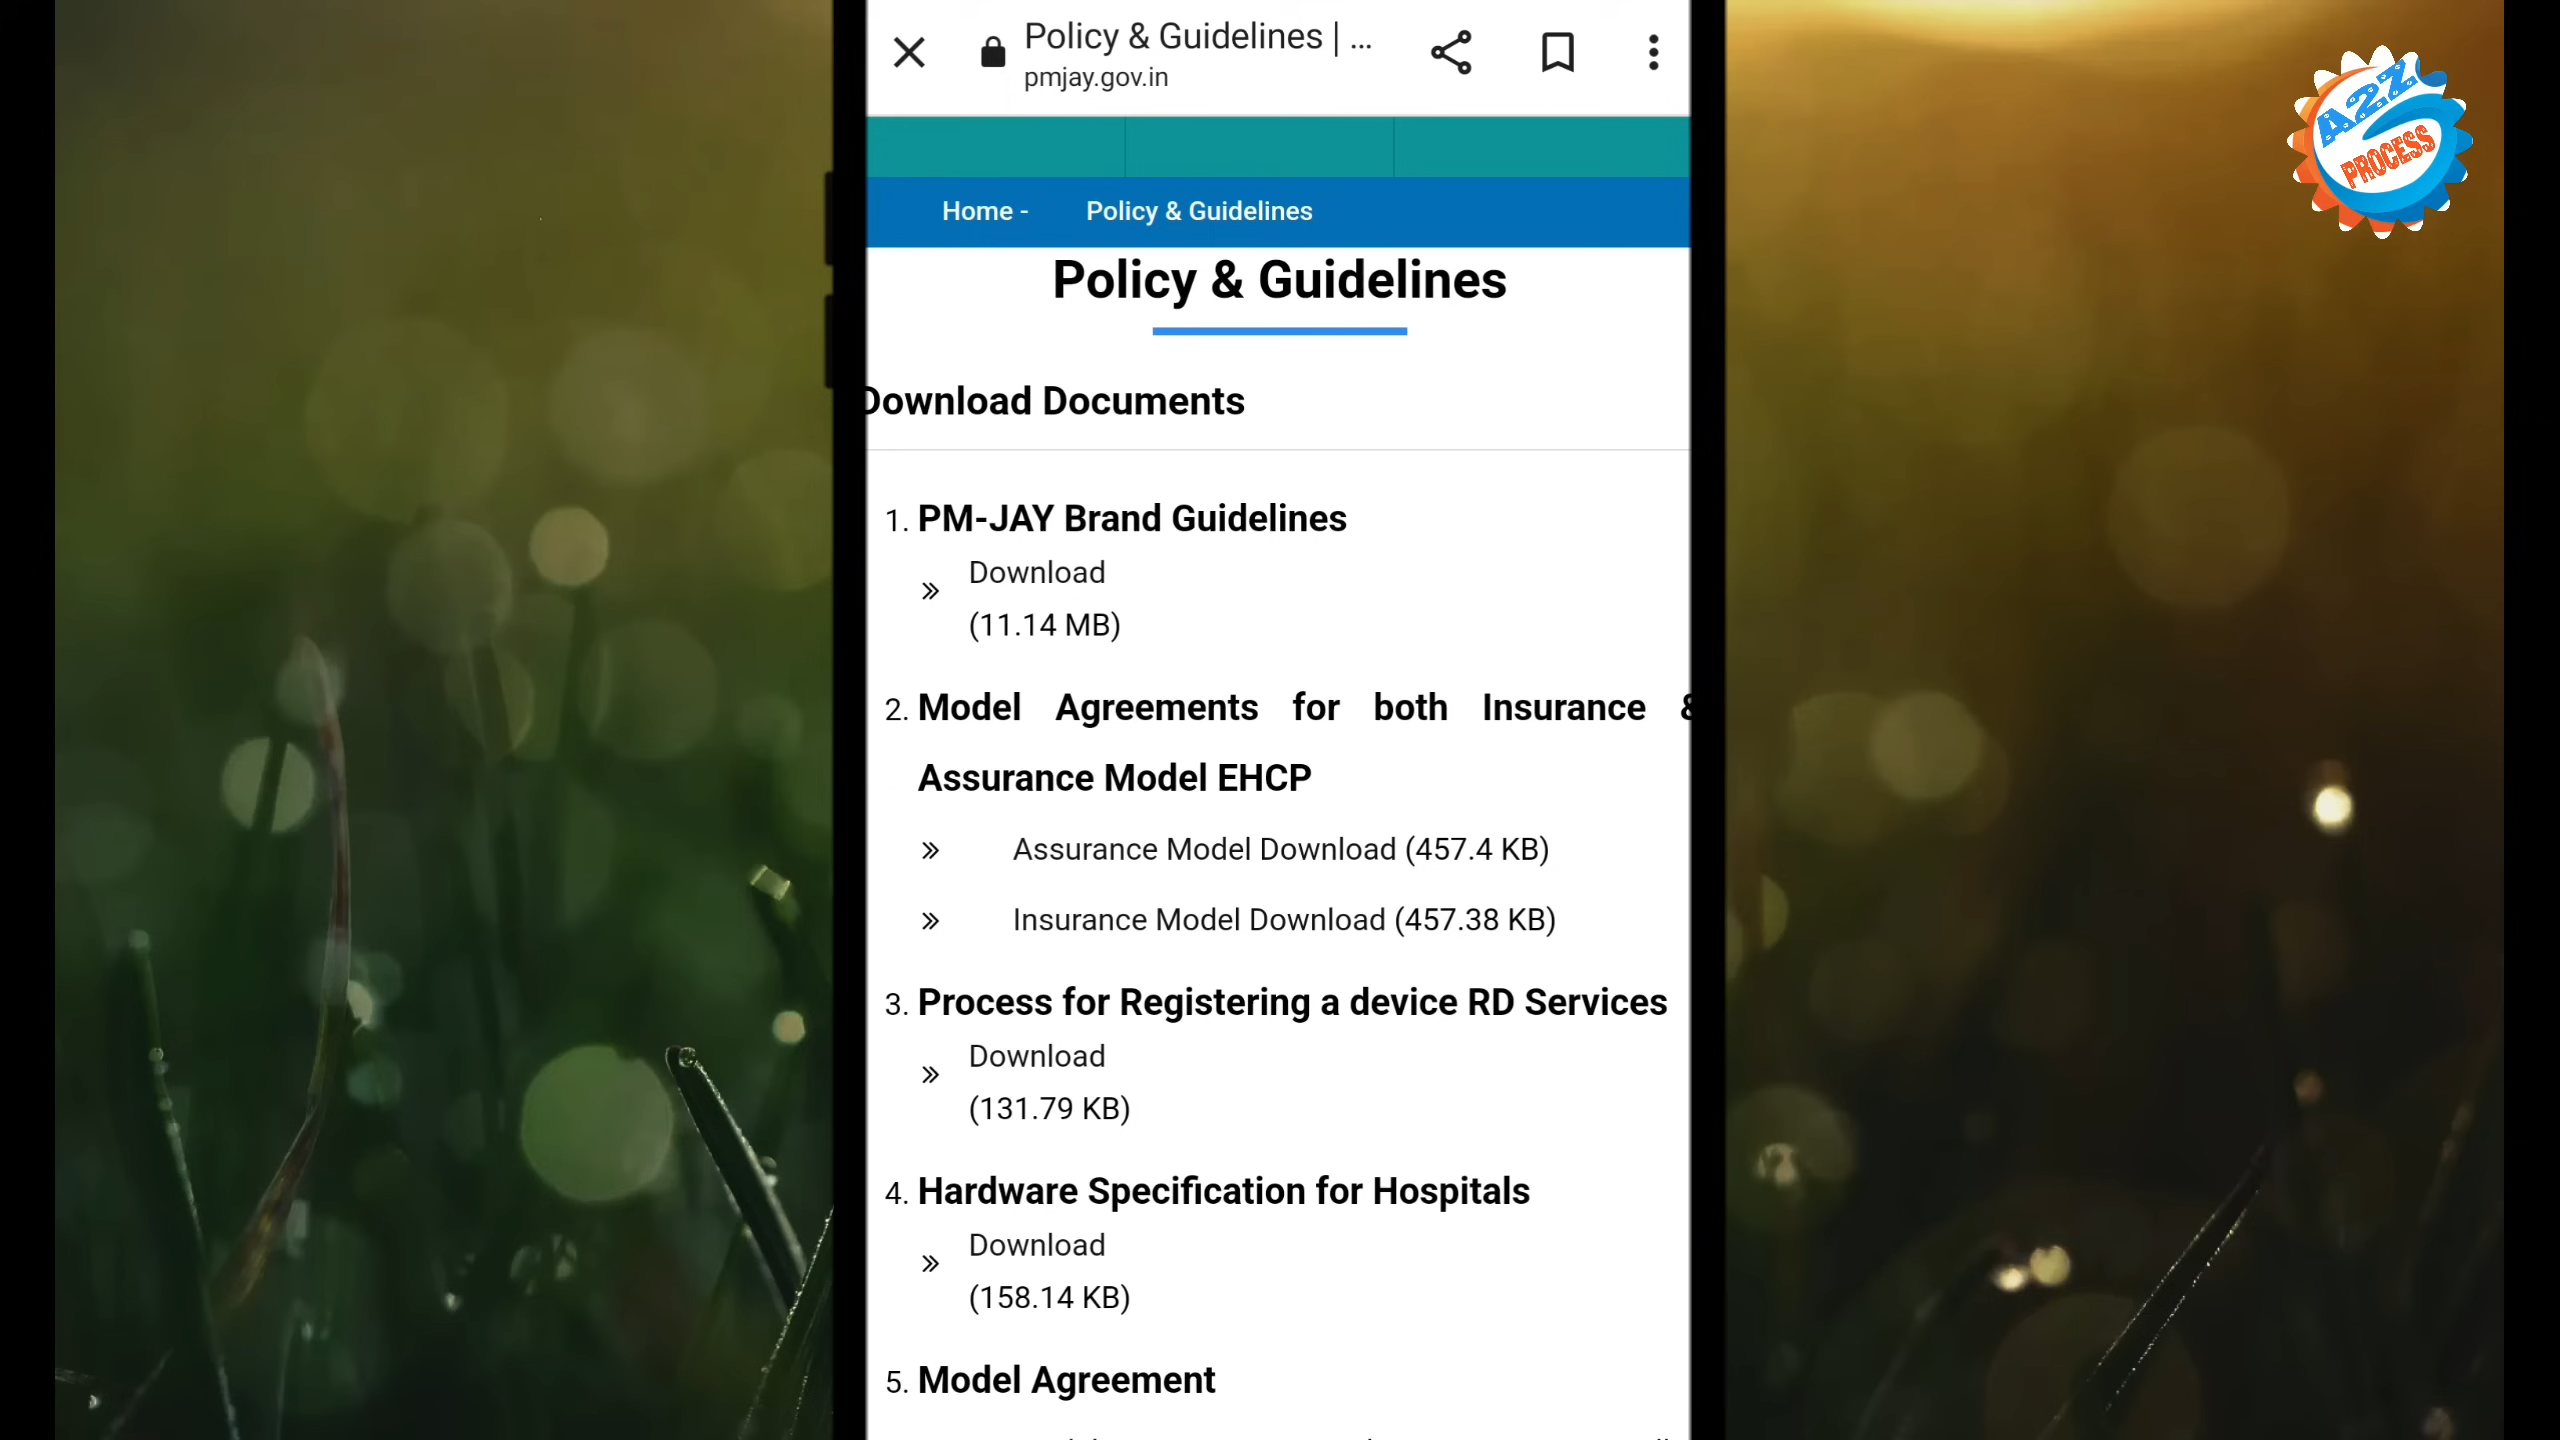 Policy & Guidelines | ...
pmjay.gov.in
A2Z
PROCESS
Home - Policy & Guidelines
Policy & Guidelines
Download Documents
1. PM-JAY Brand Guidelines
» Download
(11.14 MB)
2. Model Agreements for both Insurance &
Assurance Model EHCP
» Assurance Model Download (457.4 KB)
» Insurance Model Download (457.38 KB)
3. Process for Registering a device RD Services
» Download
(131.79 KB)
4. Hardware Specification for Hospitals
» Download
(158.14 KB)
5. Model Agreement